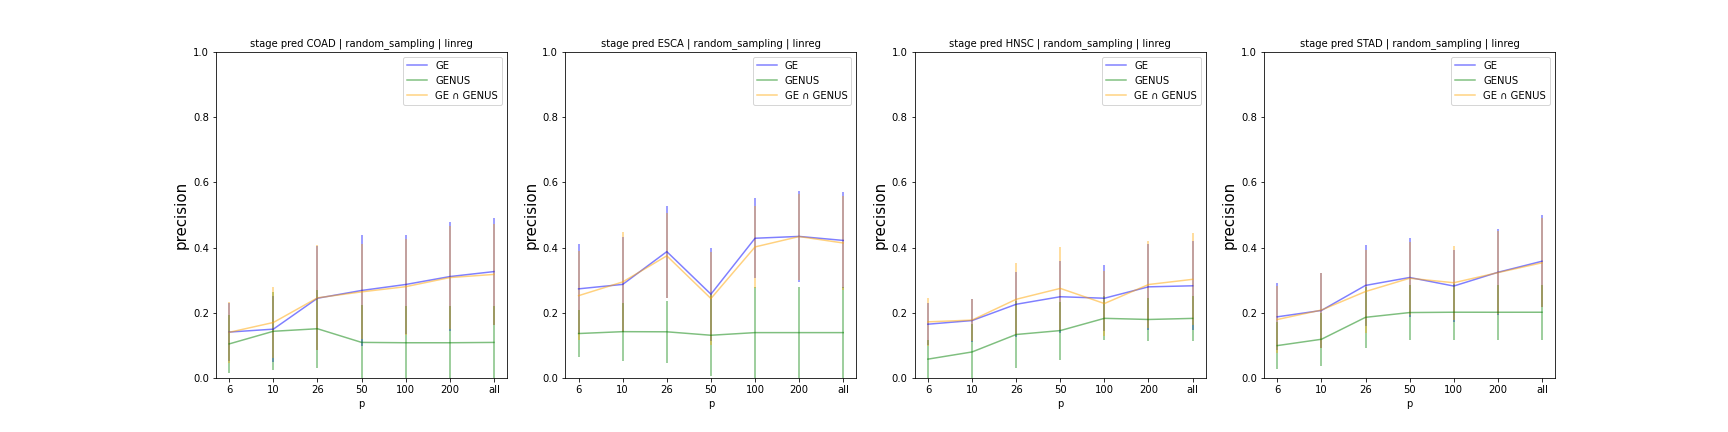 stage pred COAD | random_sampling | linreg
1.0
0.8
0.6
0.4
0.2
0.0
precision
GE
GENUS
GE ∩ GENUS
6 10 26 50 100 200 all
p
stage pred ESCA | random_sampling | linreg
1.0
0.8
0.6
0.4
0.2
0.0
precision
GE
GENUS
GE ∩ GENUS
6 10 26 50 100 200 all
p
stage pred HNSC | random_sampling | linreg
1.0
0.8
0.6
0.4
0.2
0.0
precision
GE
GENUS
GE ∩ GENUS
6 10 26 50 100 200 all
p
stage pred STAD | random_sampling | linreg
1.0
0.8
0.6
0.4
0.2
0.0
precision
GE
GENUS
GE ∩ GENUS
6 10 26 50 100 200 all
p